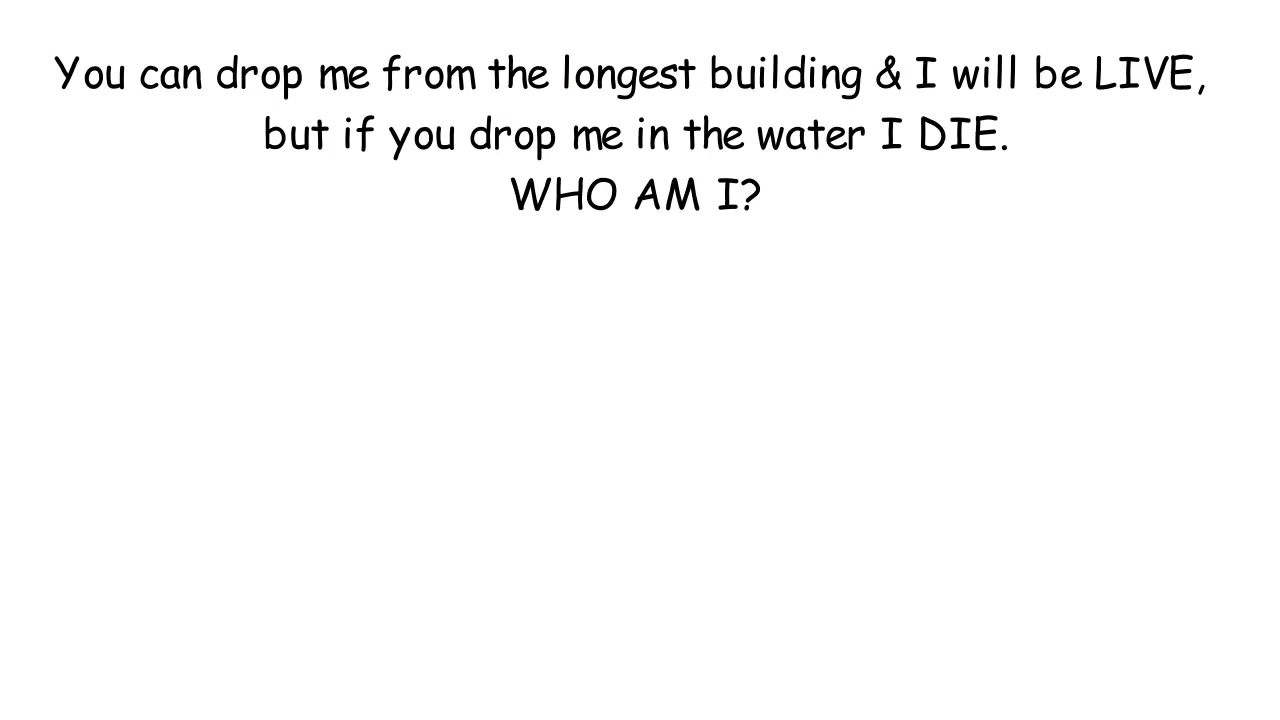 You can drop me from the longest building & I will be LIVE,
but if you drop me in the water I DIE.
WHO AM I?